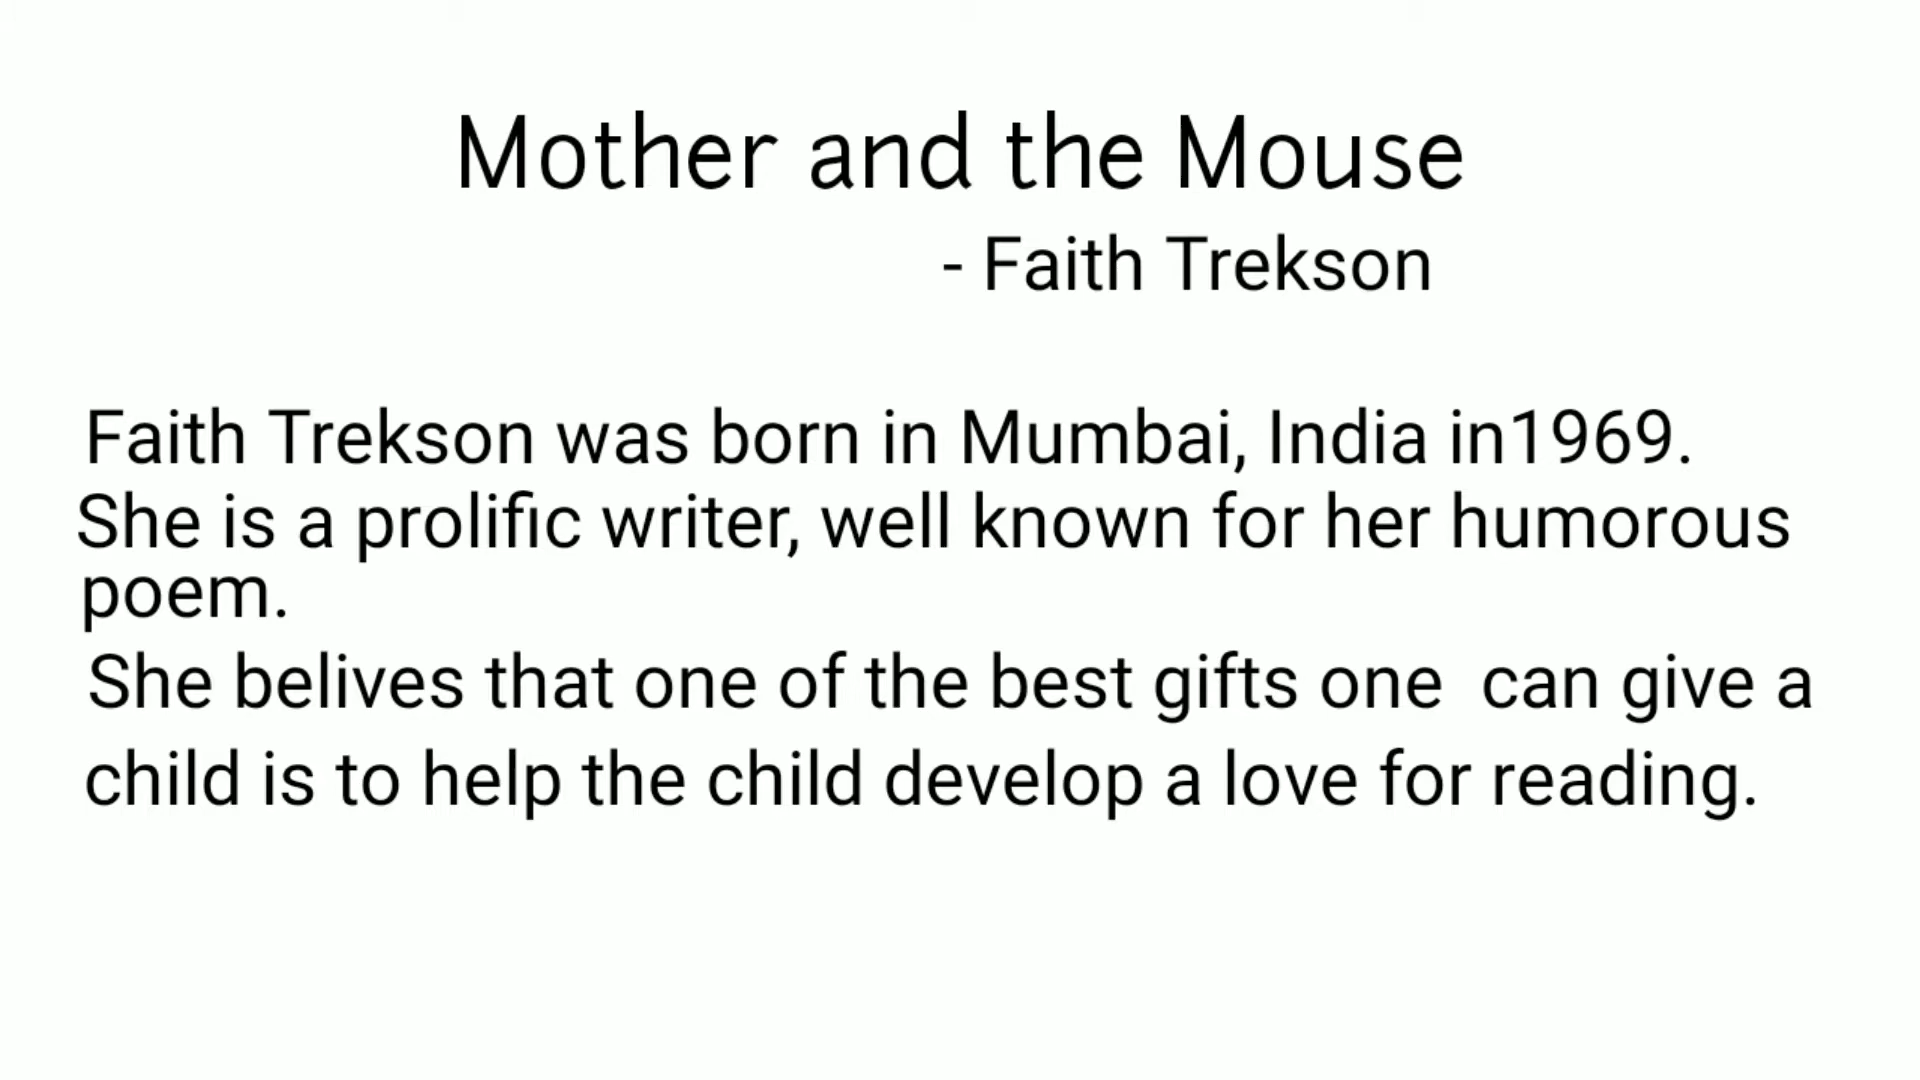 Mother and the Mouse
- Faith Trekson
Faith Trekson was born in Mumbai, India in1969.
She is a prolific writer, well known for her humorous
poem.
She belives that one of the best gifts one  can give a
child is to help the child develop a love for reading.